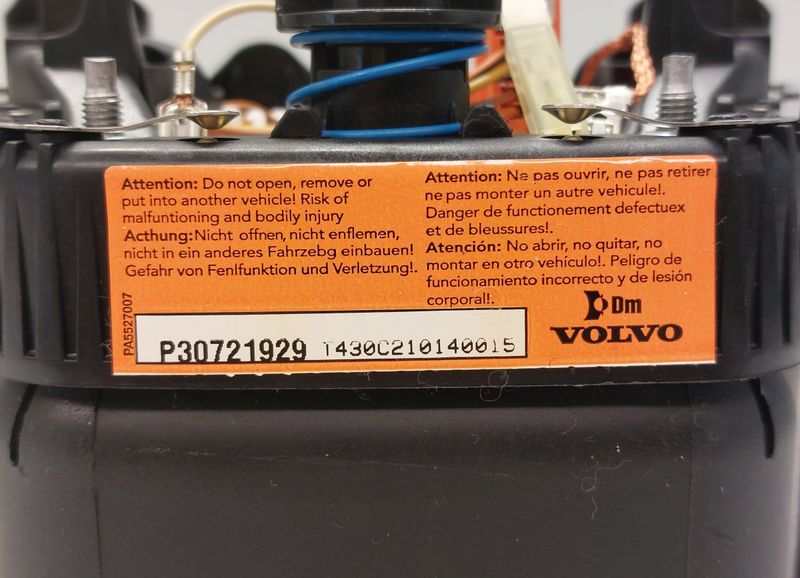 Attention: Do not open, remove or
put into another vehicle! Risk of
malfuntioning and bodily injury
Acthung:Nicht offnen, nicht enflemen,
nicht in ein anderes Fahrzebg einbauen!
Gefahr von Fenlfunktion und Verletzung!.
Attention: Ne pas ouvrir, ne pas retirer
ne pas monter un autre vehicule!.
Danger de functionement defectuex
et de bleussures!.
Atención: No abrir, no quitar, no
montar en otro vehículo!. Peligro de
funcionamiento incorrecto y de lesión
corporal!.
PA5527007
P30721929 T430C210140015
Dm
VOLVO